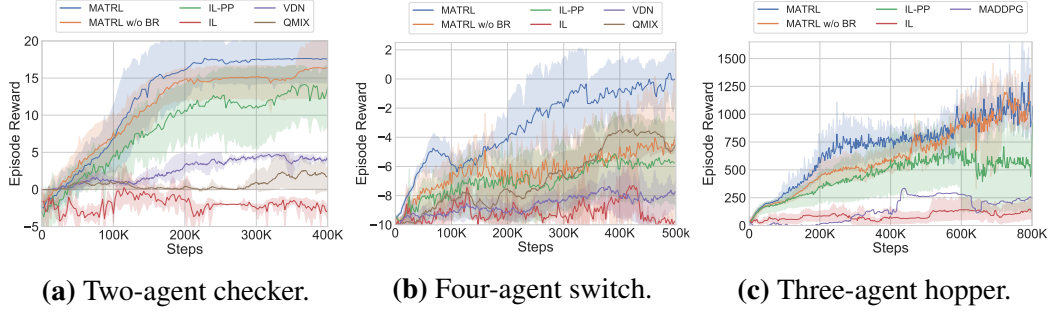 MATRL IL-PP VDN
MATRL w/o BR IL QMIX
20
15
10
5
0
−5
Episode Reward
0 100K 200K 300K 400K
Steps
(a) Two-agent checker.
MATRL IL-PP VDN
MATRL w/o BR IL QMIX
2
0
−2
−4
−6
−8
−10
Episode Reward
0 100K 200K 300K 400K 500K
Steps
(b) Four-agent switch.
MATRL IL-PP MADDPG
MATRL w/o BR IL
1500
1250
1000
750
500
250
0
Episode Reward
0 200K 400K 600K 800K
Steps
(c) Three-agent hopper.